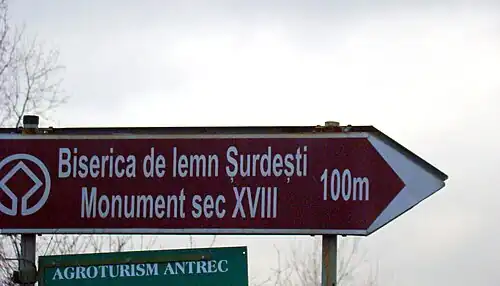 Biserica de lemn Șurdești
Monument sec XVIII
100m
AGROTURISM ANTREC